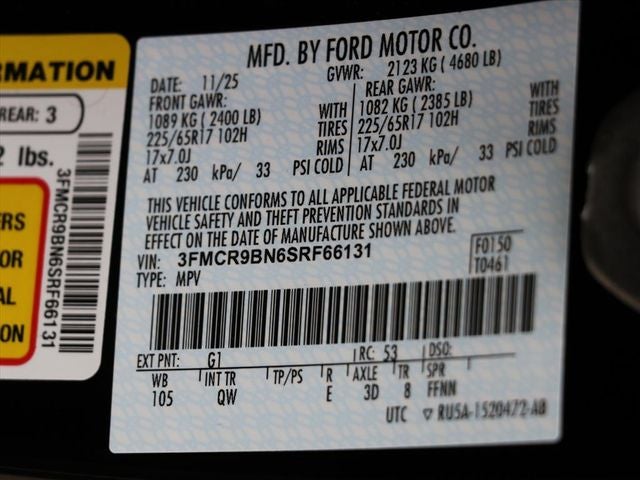 RMATION
REAR: 3
2 lbs.
3FMCR9BN6SRF66131
ERS
OR
AL
ON
MFD. BY FORD MOTOR CO.
DATE: 11/25 GVWR: 2123 KG ( 4680 LB)
FRONT GAWR: REAR GAWR:
1089 KG ( 2400 LB) WITH 1082 KG ( 2385 LB) WITH
225/65R17 102H TIRES 225/65R17 102H TIRES
17x7.0J RIMS 17x7.0J RIMS
AT 230 kPa/ 33 PSI COLD AT 230 kPa/ 33 PSI COLD
THIS VEHICLE CONFORMS TO ALL APPLICABLE FEDERAL MOTOR
VEHICLE SAFETY AND THEFT PREVENTION STANDARDS IN
EFFECT ON THE DATE OF MANUFACTURE SHOWN ABOVE.
VIN: 3FMCR9BN6SRF66131 F0150
TYPE: MPV T0461
EXT PNT: G1 RC: 53 DSO:
WB INT TR TP/PS R AXLE TR SPR
105 QW E 3D 8 FFNN
UTC ▽ RU5A-1520472-AB